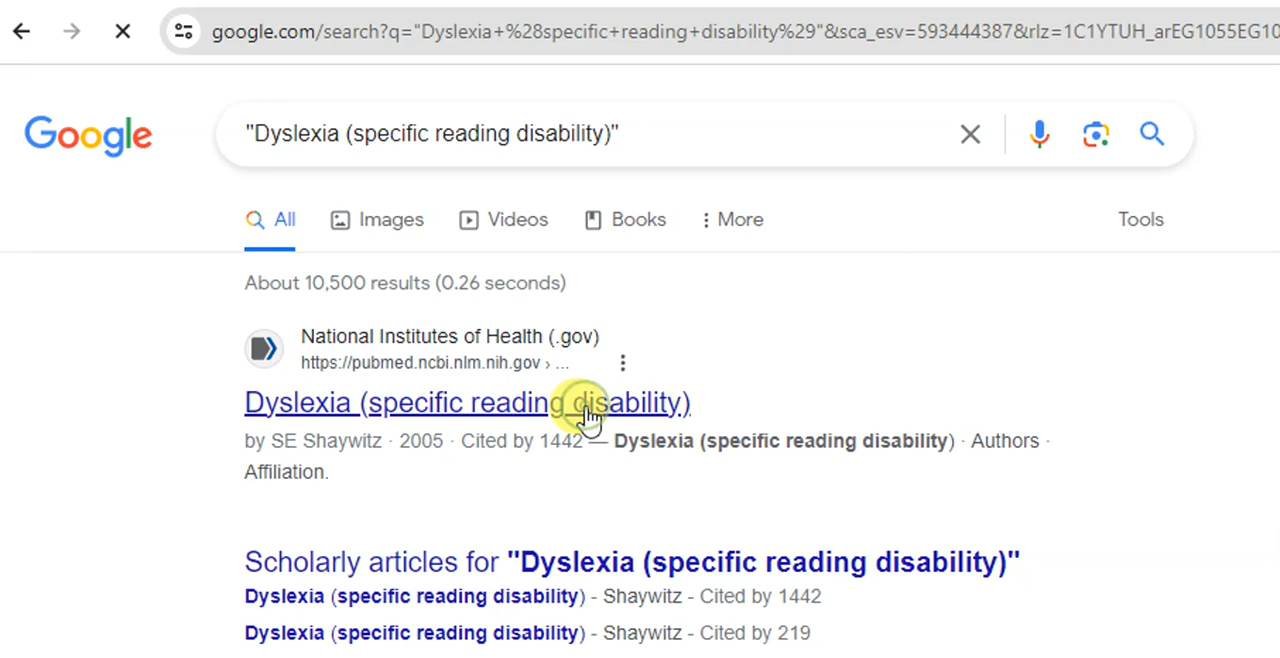 google.com/search?q="Dyslexia+%28specific+reading+disability%29"&sca_esv=593444387&rlz=1C1YTUH_arEG1055EG10
Google
"Dyslexia (specific reading disability)"
All Images Videos Books More Tools
About 10,500 results (0.26 seconds)
National Institutes of Health (.gov)
https://pubmed.ncbi.nlm.nih.gov › ...
Dyslexia (specific reading disability)
by SE Shaywitz · 2005 · Cited by 1442 — Dyslexia (specific reading disability) · Authors ·
Affiliation.
Scholarly articles for "Dyslexia (specific reading disability)"
Dyslexia (specific reading disability) - Shaywitz - Cited by 1442
Dyslexia (specific reading disability) - Shaywitz - Cited by 219